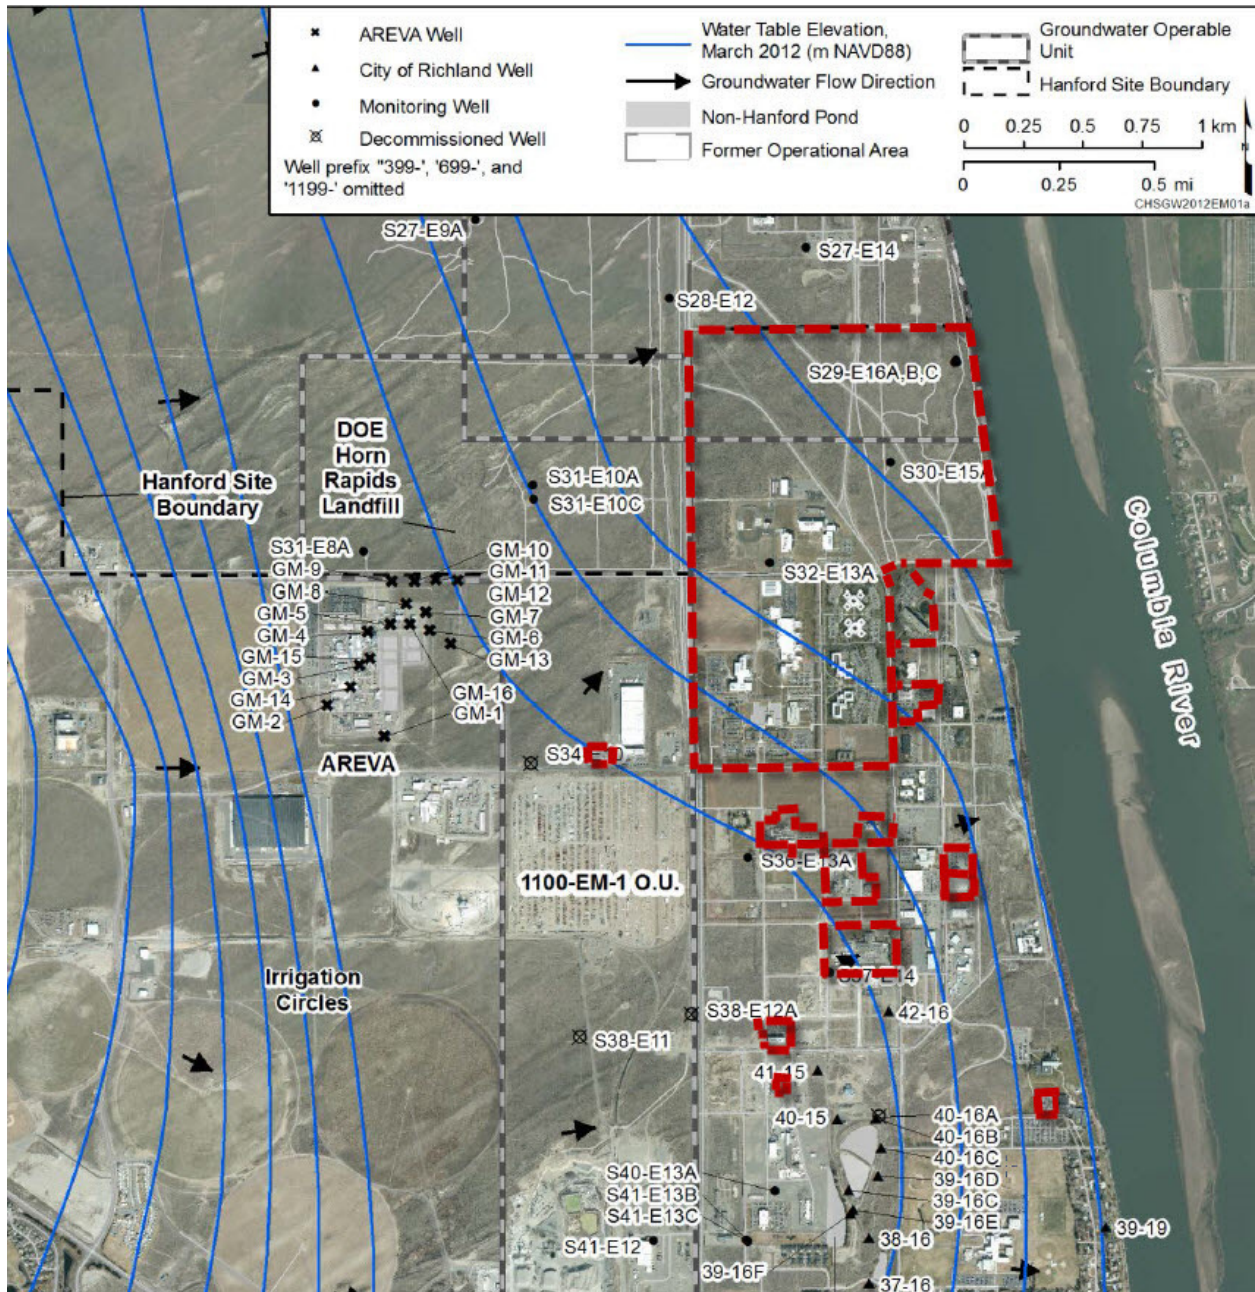 AREVA Well
City of Richland Well
Monitoring Well
Decommissioned Well
Well prefix "399-', '699-', and
'1199-' omitted
Water Table Elevation,
March 2012 (m NAVD88)
Groundwater Flow Direction
Non-Hanford Pond
Former Operational Area
Groundwater Operable
Unit
Hanford Site Boundary
0 0.25 0.5 0.75 1 km
0 0.25 0.5 mi
N
CHSGW2012EM01a
S27-E9A
S27-E14
S28-E12
S29-E16A,B,C
DOE
Horn
Rapids
Landfill
S30-E15A
Hanford Site
Boundary
S31-E10A
S31-E10C
S31-E8A
GM-10
GM-9
GM-11
GM-8
GM-12
GM-5
GM-7
GM-4
GM-6
GM-15
GM-13
GM-3
GM-14
GM-16
GM-2
GM-1
S32-E13A
Columbia River
AREVA
S34
0
S36-E13A
1100-EM-1 O.U.
Irrigation
Circles
S37-E14
S38-E12A
42-16
S38-E11
41-15
40-15
40-16A
40-16B
40-16C
39-16D
39-16C
39-16E
S40-E13A
S41-E13B
S41-E13C
S41-E12
38-16
39-16F
37-16
39-19